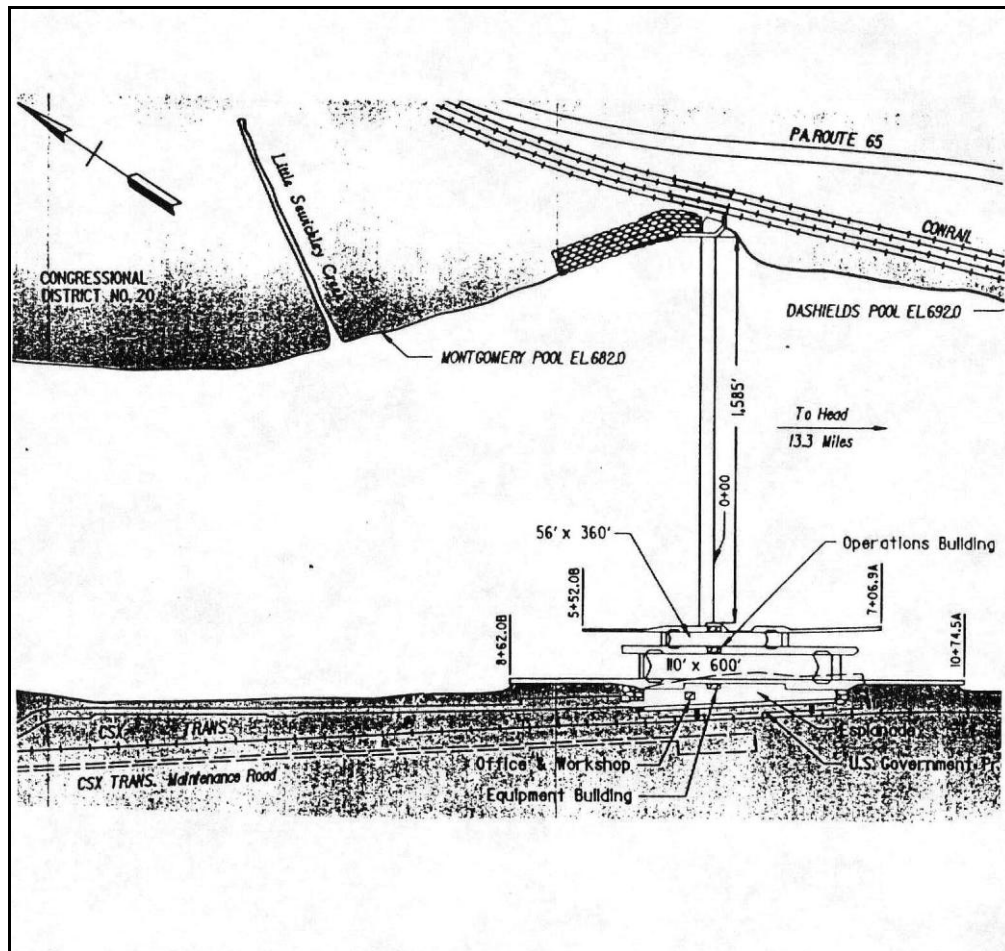 PA.ROUTE 65
Little Sewickley Creek
CONRAIL
CONGRESSIONAL
DISTRICT NO. 20
DASHIELDS POOL EL.692.0
MONTGOMERY POOL EL.682.0
1,585'
To Head
13.3 Miles
0+00
56' x 360'
Operations Building
5+52.0B
7+06.9A
8+62.0B
10+74.5A
110' x 600'
CSX TRANS
Esplanade
Office & Workshop
U.S. Government Pr
CSX TRANS. Maintenance Road
Equipment Building